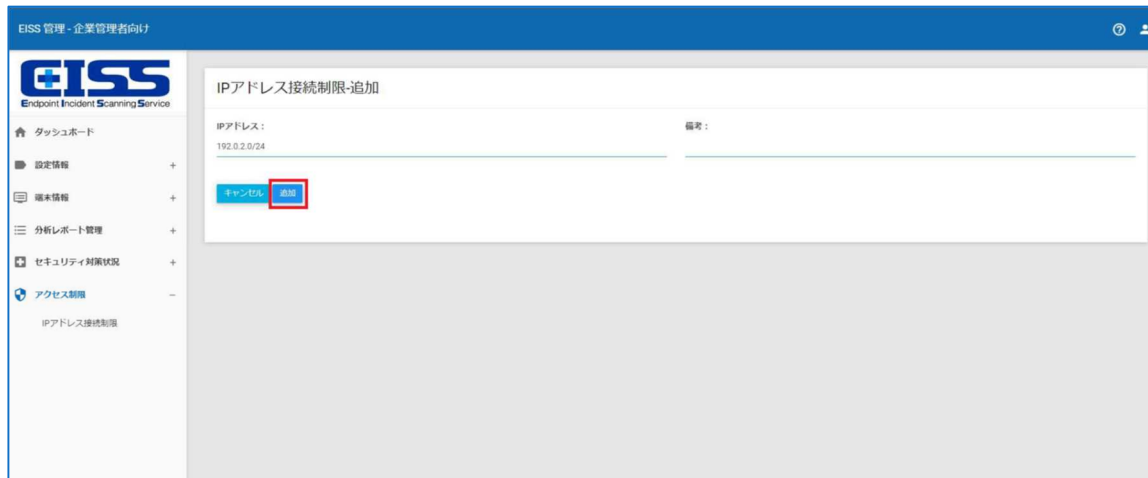 EISS 管理 - 企業管理者向け
EISS
Endpoint Incident Scanning Service
ダッシュボード
設定情報 +
端末情報 +
分析レポート管理 +
セキュリティ対策状況 +
アクセス制限 −
IPアドレス接続制限
IPアドレス接続制限-追加
IPアドレス : 備考 :
192.0.2.0/24
キャンセル 追加